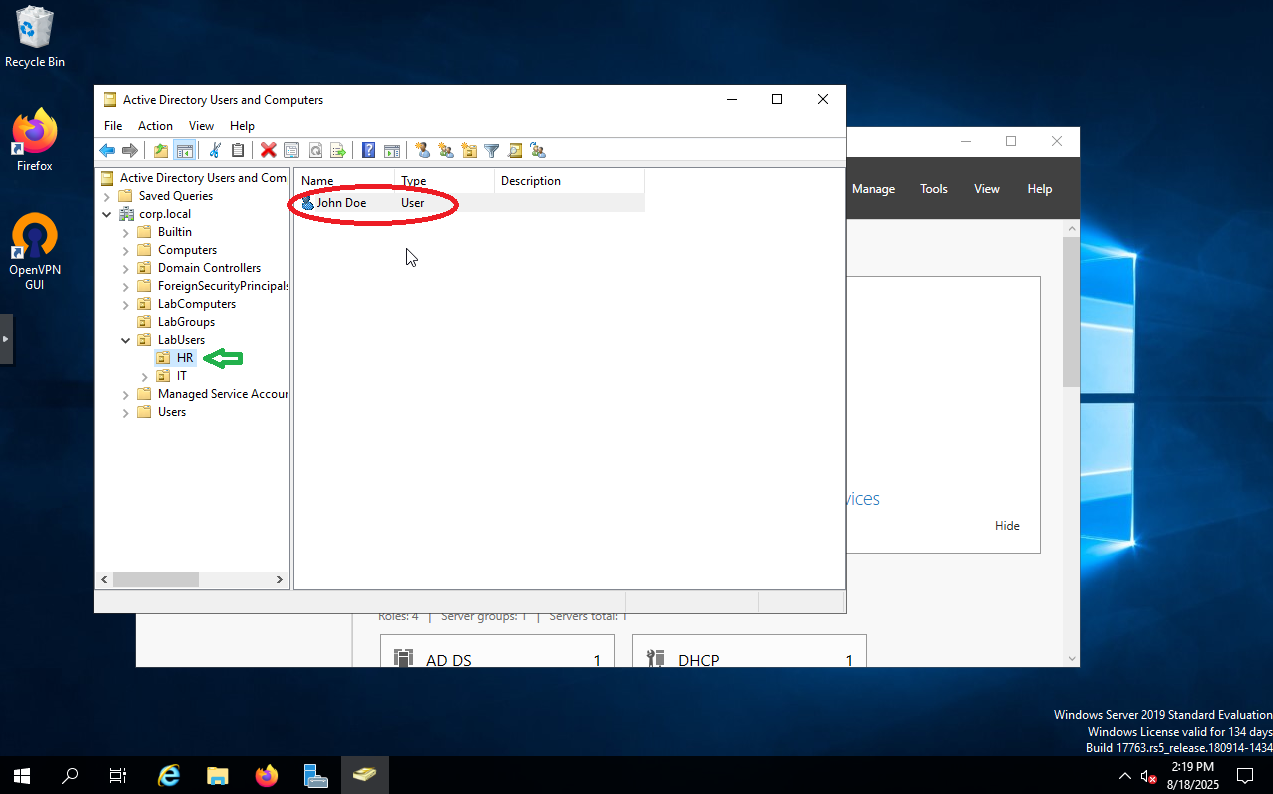 Recycle Bin
Firefox
OpenVPN
GUI
Active Directory Users and Computers
File Action View Help
Active Directory Users and Com
Saved Queries
corp.local
Builtin
Computers
Domain Controllers
ForeignSecurityPrincipals
LabComputers
LabGroups
LabUsers
HR
IT
Managed Service Accour
Users
Name Type Description
John Doe User
Manage Tools View Help
vices
Hide
Roles: 4 | Server groups: 1 | Servers total: 1
AD DS 1
DHCP 1
Windows Server 2019 Standard Evaluation
Windows License valid for 134 days
Build 17763.rs5_release.180914-1434
2:19 PM
8/18/2025